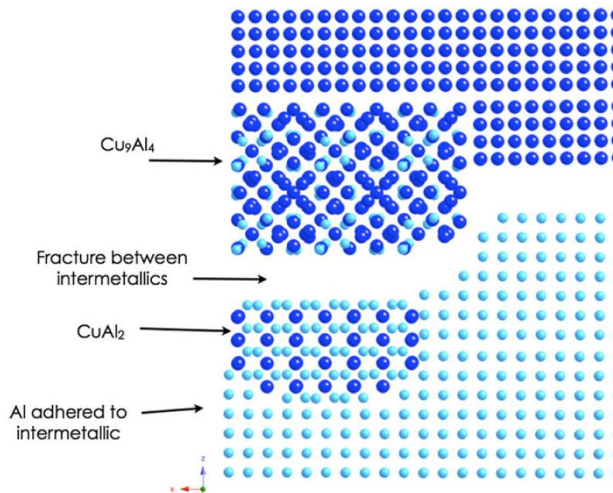 Cu₉Al₄
Fracture between
intermetallics
CuAl₂
Al adhered to
intermetallic
z
x